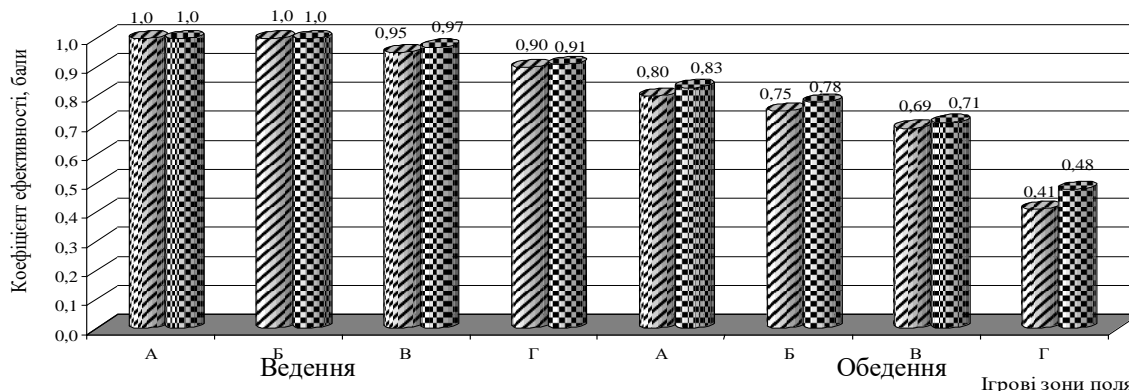 1,0 1,0 1,0 1,0 0,95 0,97 0,90 0,91 0,80 0,83 0,75 0,78 0,69 0,71 0,41 0,48
Коефіцієнт ефективності, бали
1,0
0,9
0,8
0,7
0,6
0,5
0,4
0,3
0,2
0,1
0,0
А Б В Г А Б В Г
Ведення Обедення
Ігрові зони поля